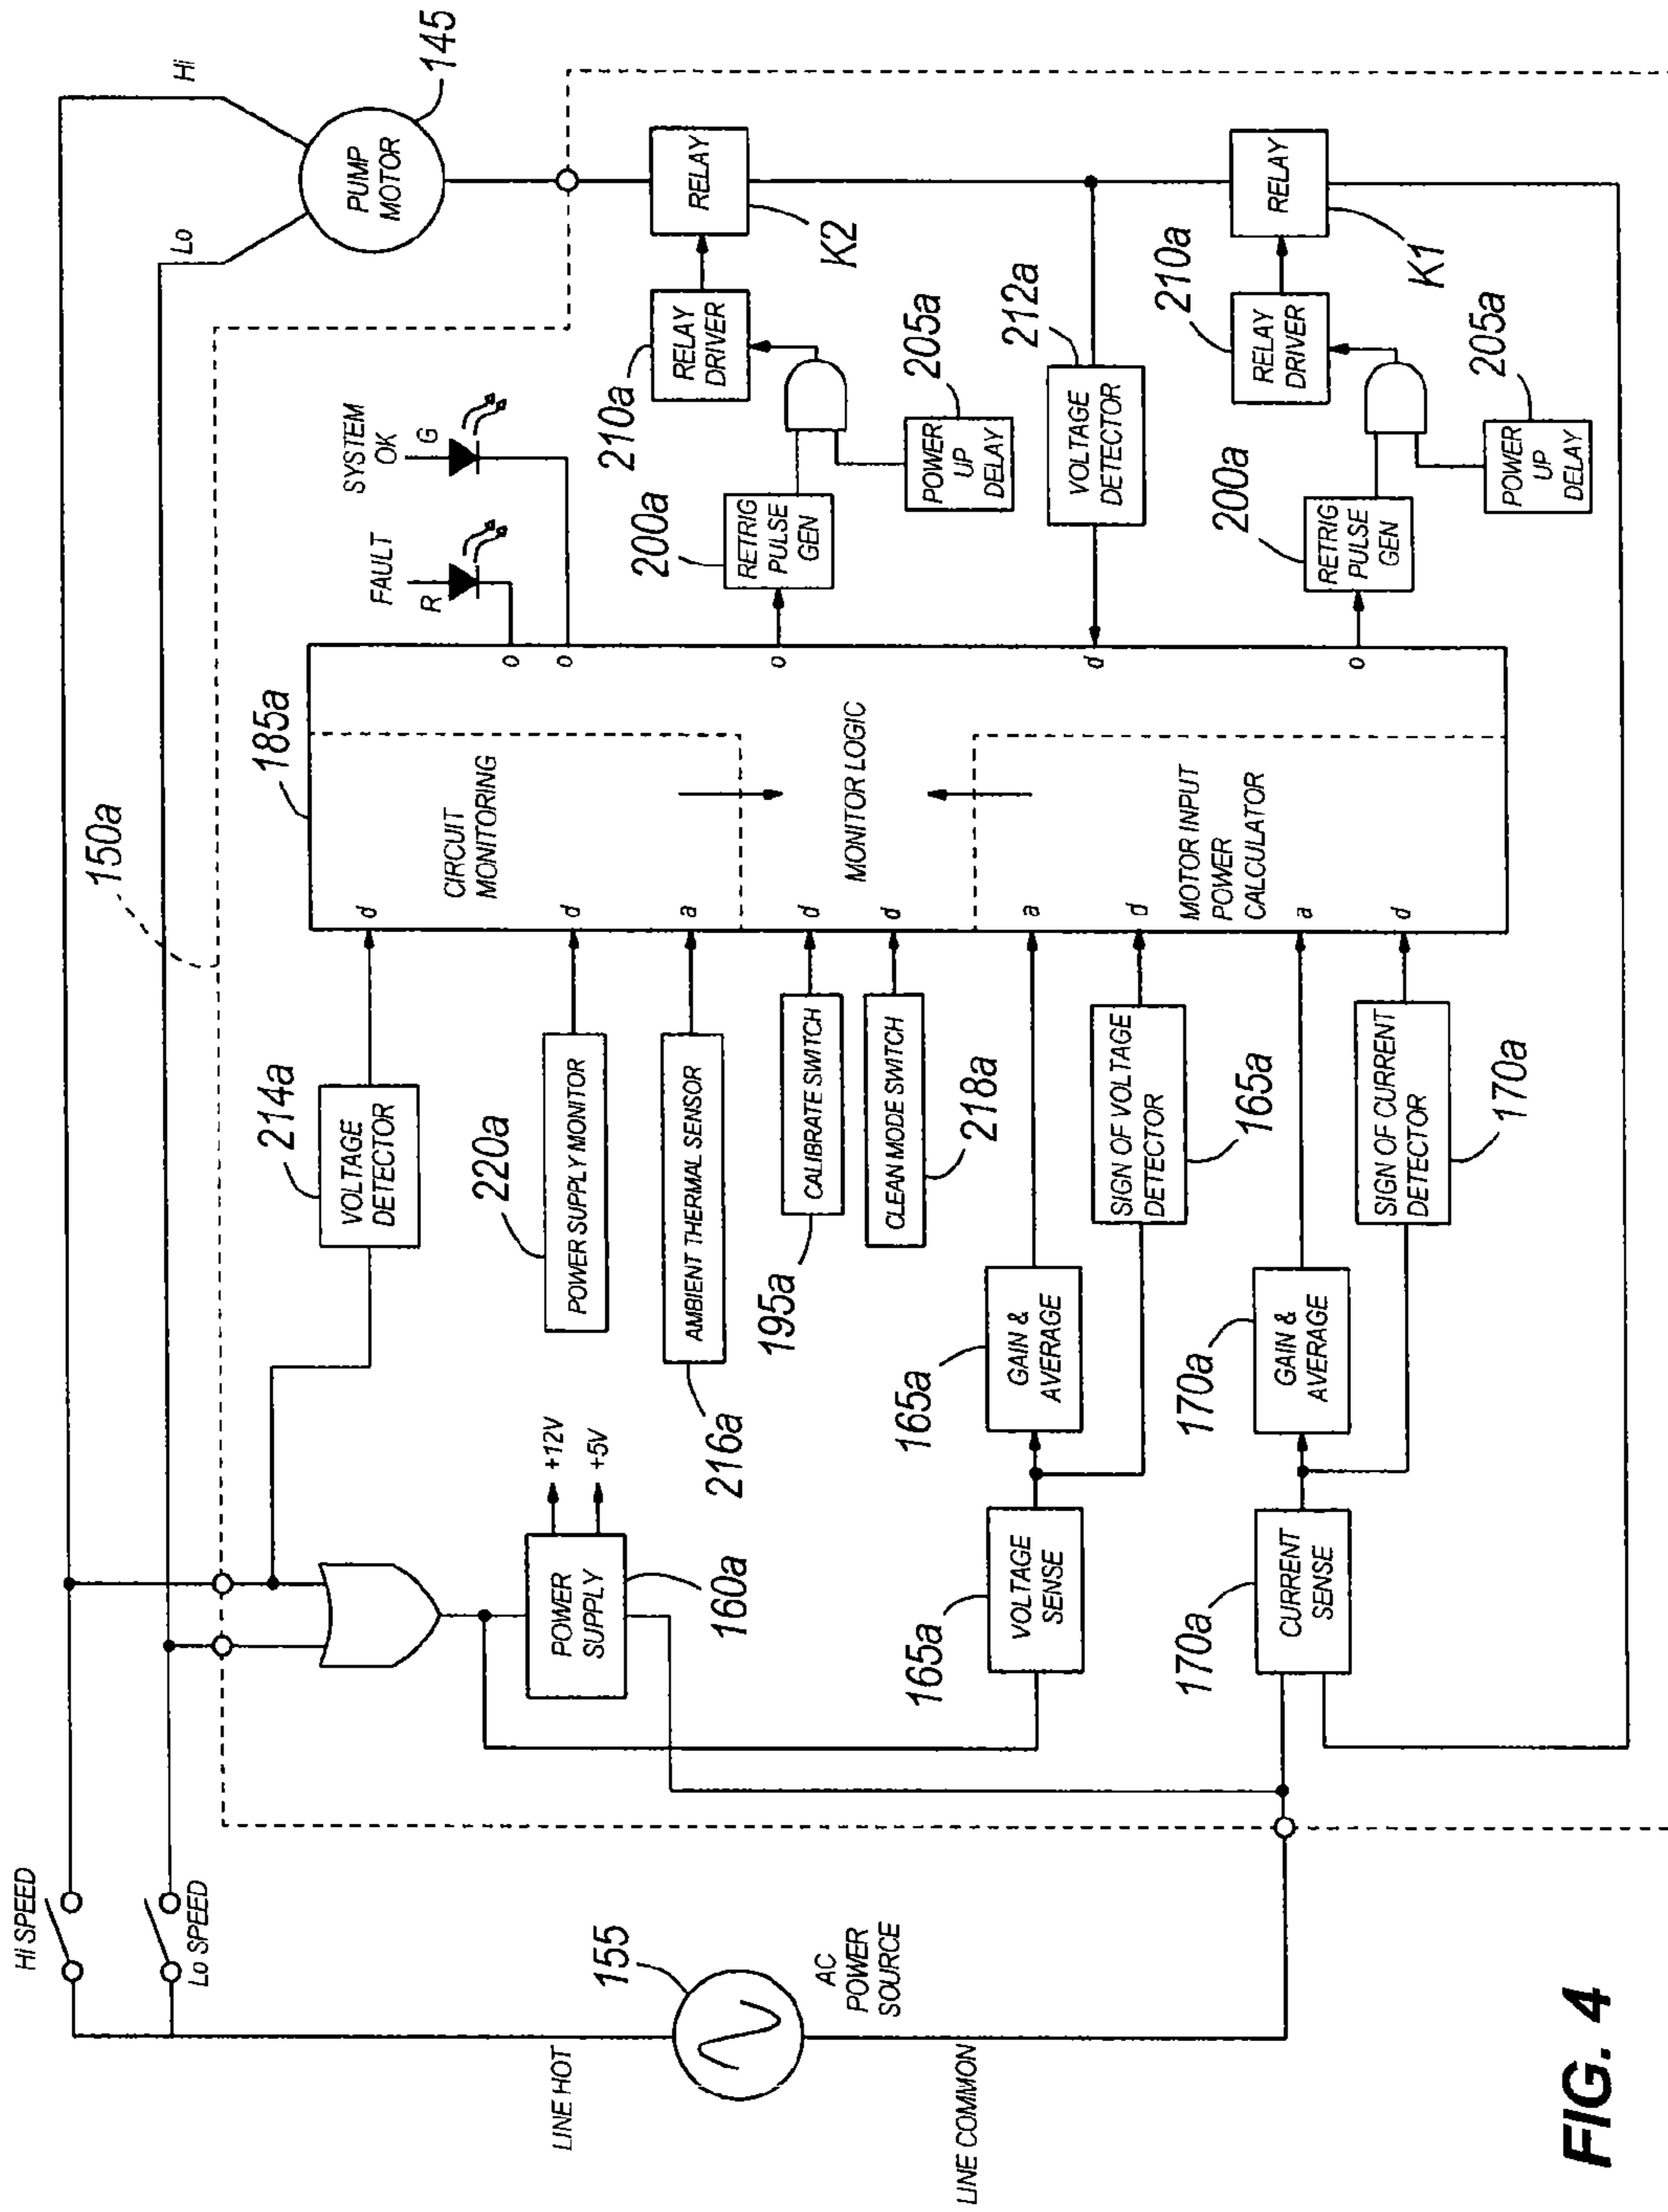 Hi SPEED
Lo SPEED
LINE HOT
155
AC
POWER
SOURCE
LINE COMMON
150a
Hi
Lo
PUMP
MOTOR
145
214a
VOLTAGE
DETECTOR
POWER
SUPPLY
+12V
+5V
160a
220a
POWER SUPPLY MONITOR
AMBIENT THERMAL SENSOR
216a
CALIBRATE SWITCH
195a
CLEAN MODE SWITCH
218a
165a
VOLTAGE
SENSE
165a
GAIN &
AVERAGE
SIGN OF VOLTAGE
DETECTOR
165a
170a
CURRENT
SENSE
170a
GAIN &
AVERAGE
SIGN OF CURRENT
DETECTOR
170a
185a
d
CIRCUIT
MONITORING
d
a
d
MONITOR LOGIC
d
a
d
MOTOR INPUT
POWER
CALCULATOR
a
d
o
o
o
d
o
FAULT
R
SYSTEM
OK
G
200a
RETRIG
PULSE
GEN
210a
RELAY
DRIVER
RELAY
K2
205a
POWER
UP
DELAY
212a
VOLTAGE
DETECTOR
200a
RETRIG
PULSE
GEN
210a
RELAY
DRIVER
RELAY
K1
205a
POWER
UP
DELAY
FIG. 4